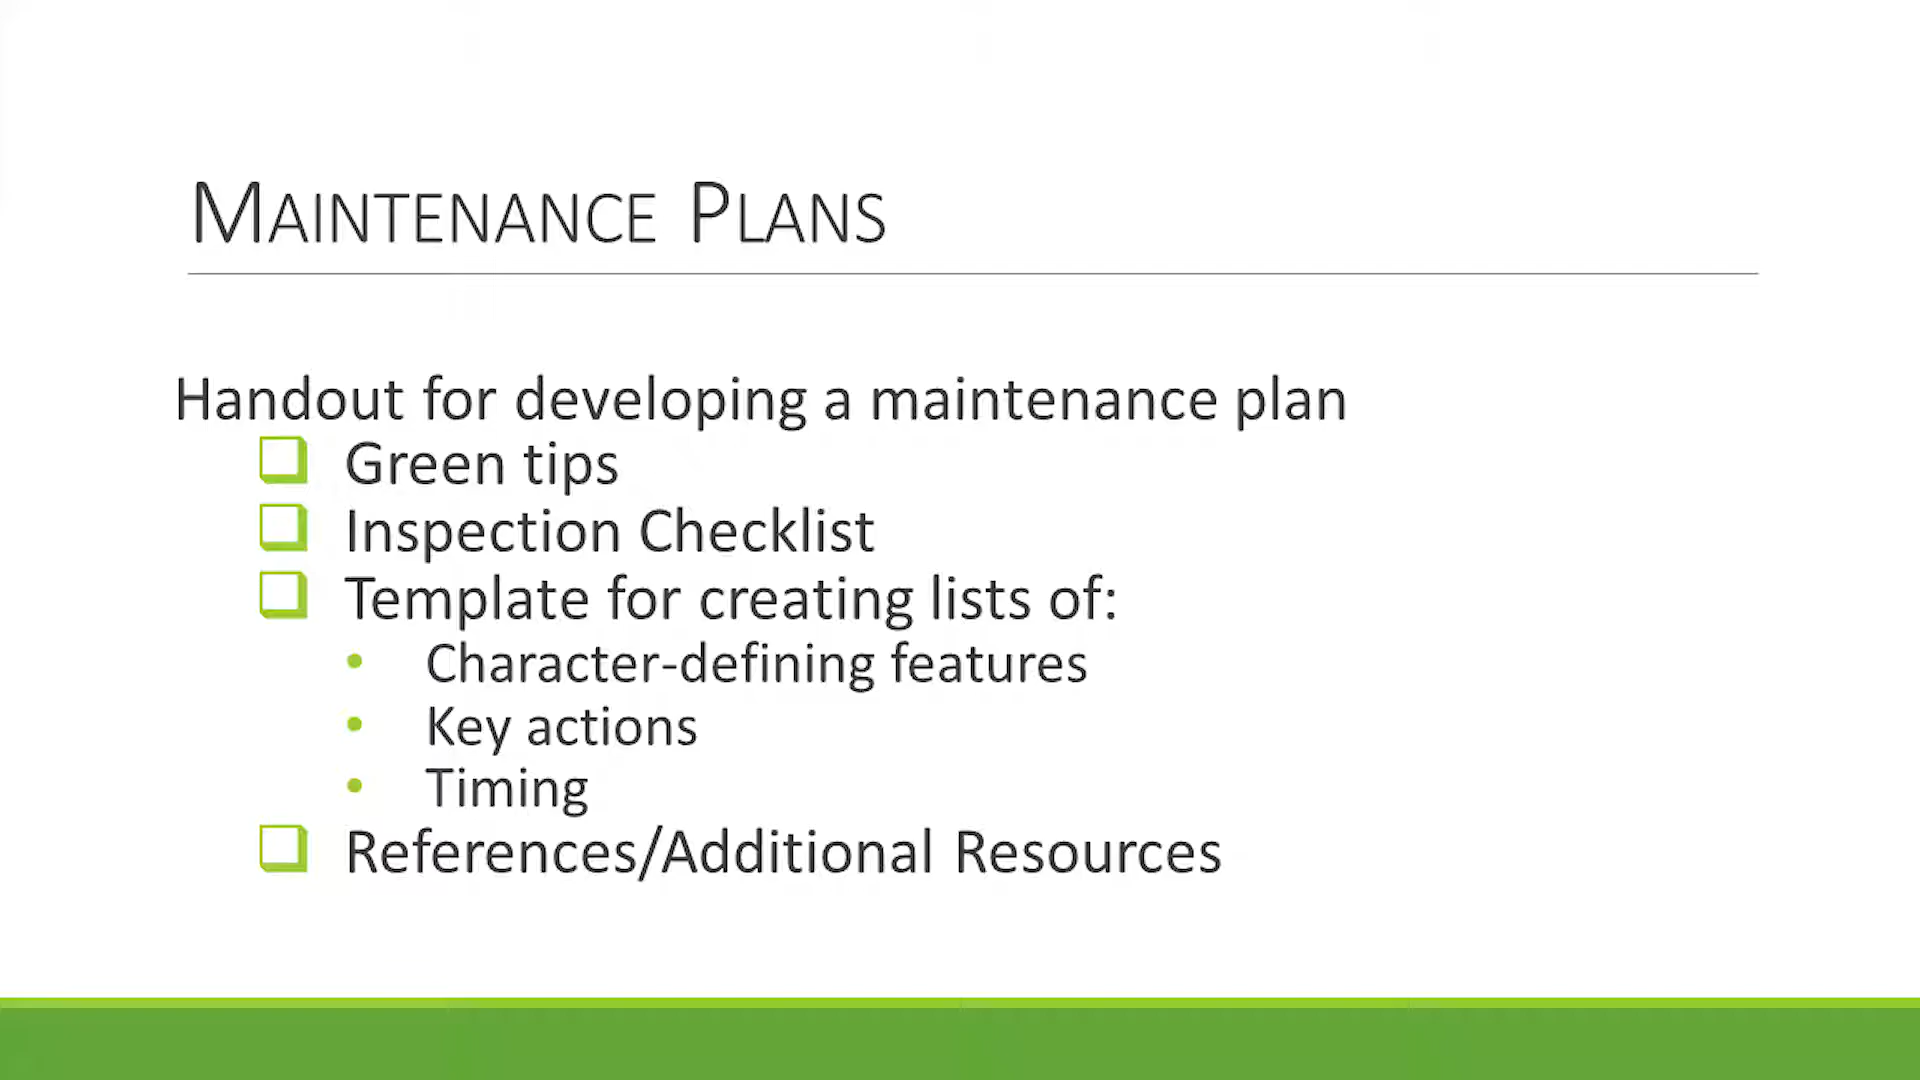 Maintenance Plans
Handout for developing a maintenance plan
Green tips
Inspection Checklist
Template for creating lists of:
Character-defining features
Key actions
Timing
References/Additional Resources